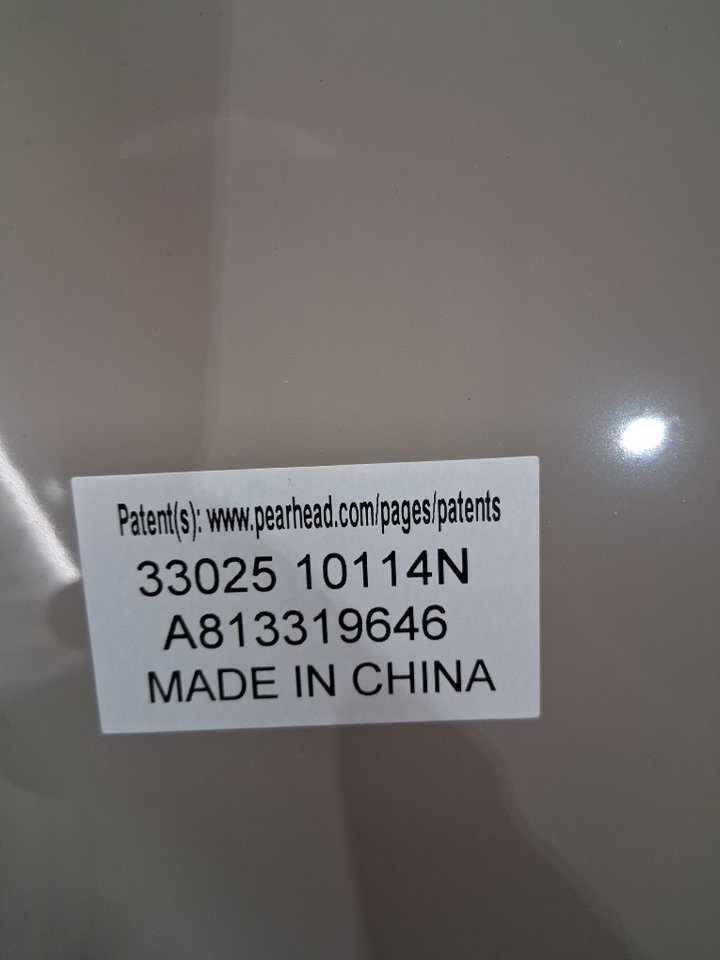 Patent(s): www.pearhead.com/pages/patents
33025 10114N
A813319646
MADE IN CHINA